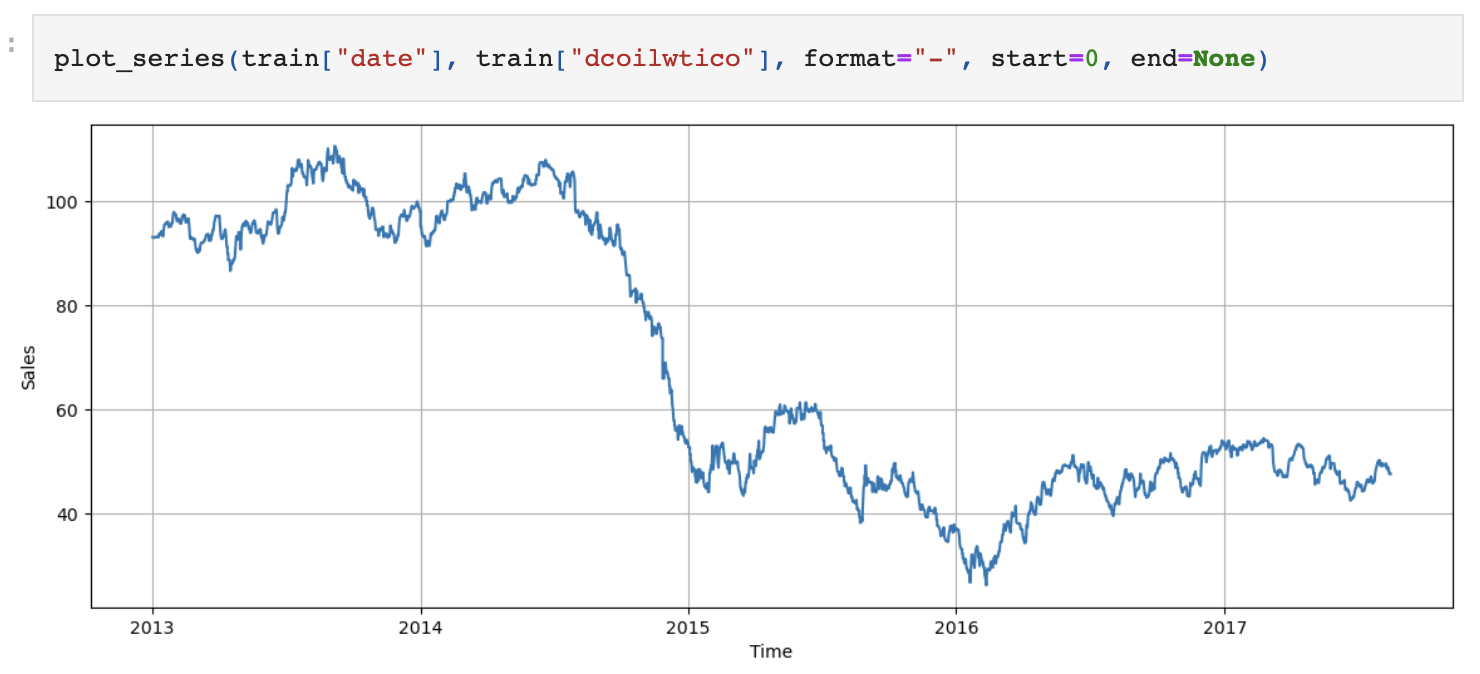 :
plot_series(train["date"], train["dcoilwtico"], format="-", start=0, end=None)
100
80
60
40
Sales
2013 2014 2015 2016 2017
Time